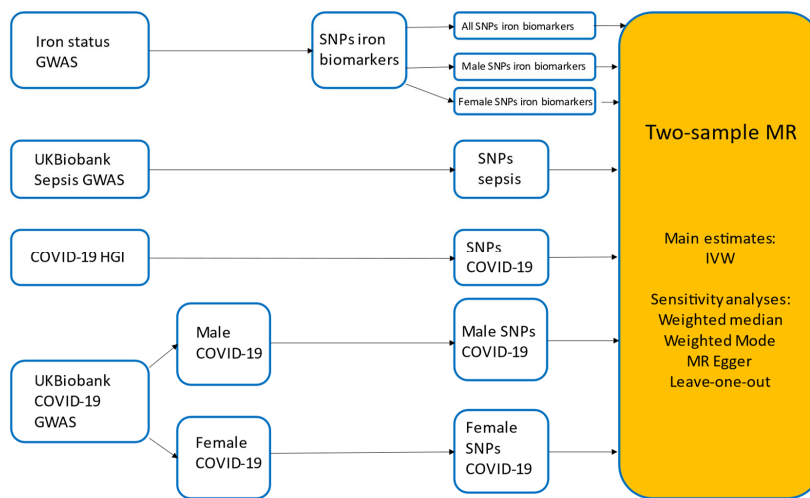 Iron status
GWAS
SNPs iron
biomarkers
All SNPs iron biomarkers
Male SNPs iron biomarkers
Female SNPs iron biomarkers
UKBiobank
Sepsis GWAS
SNPs
sepsis
COVID-19 HGI
SNPs
COVID-19
UKBiobank
COVID-19
GWAS
Male
COVID-19
Male SNPs
COVID-19
Female
COVID-19
Female
SNPs
COVID-19
Two-sample MR
Main estimates:
IVW
Sensitivity analyses:
Weighted median
Weighted Mode
MR Egger
Leave-one-out